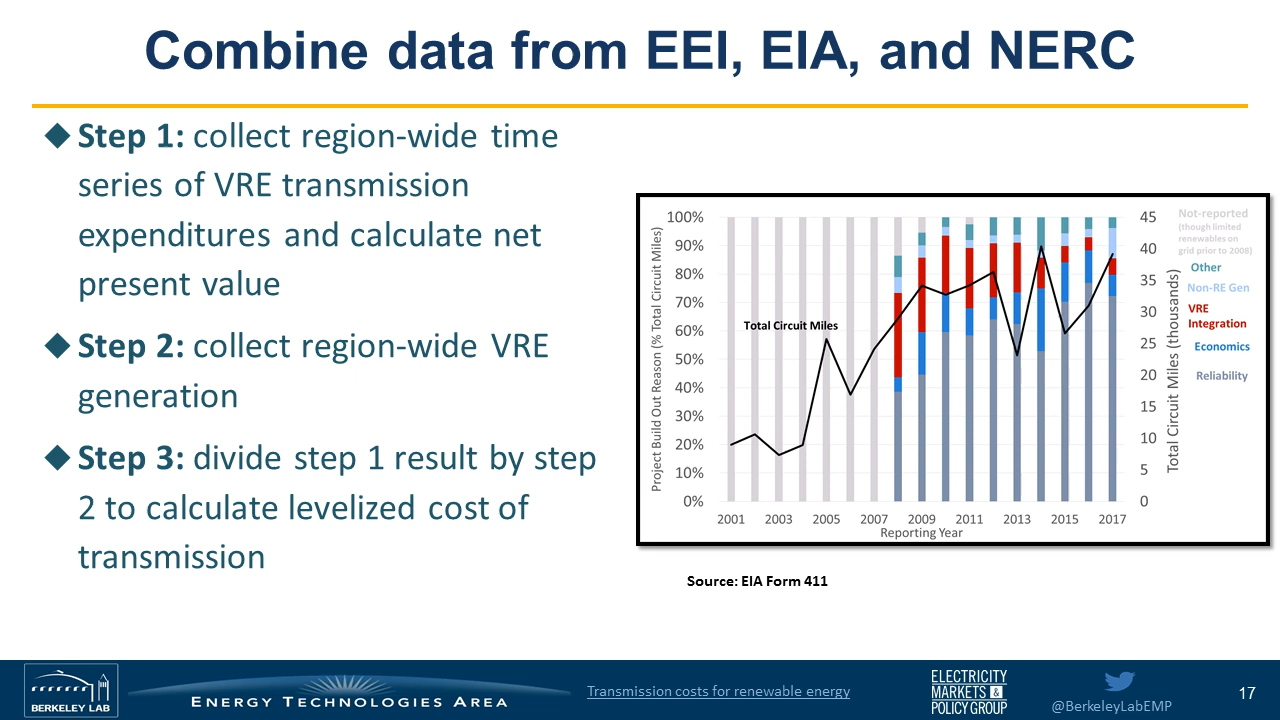 Combine data from EEI, EIA, and NERC
◆ Step 1: collect region-wide time
series of VRE transmission
expenditures and calculate net
present value
◆ Step 2: collect region-wide VRE
generation
◆ Step 3: divide step 1 result by step
2 to calculate levelized cost of
transmission
Project Build Out Reason (% Total Circuit Miles)
100%
90%
80%
70%
60%
50%
40%
30%
20%
10%
0%
Total Circuit Miles
2001 2003 2005 2007 2009 2011 2013 2015 2017
Reporting Year
45
40
35
30
25
20
15
10
5
0
Total Circuit Miles (thousands)
Not-reported
(though limited
renewables on
grid prior to 2008)
Other
Non-RE Gen
VRE
Integration
Economics
Reliability
Source: EIA Form 411
BERKELEY LAB
ENERGY TECHNOLOGIES AREA
Transmission costs for renewable energy
ELECTRICITY
MARKETS &
POLICY GROUP
@BerkeleyLabEMP
17